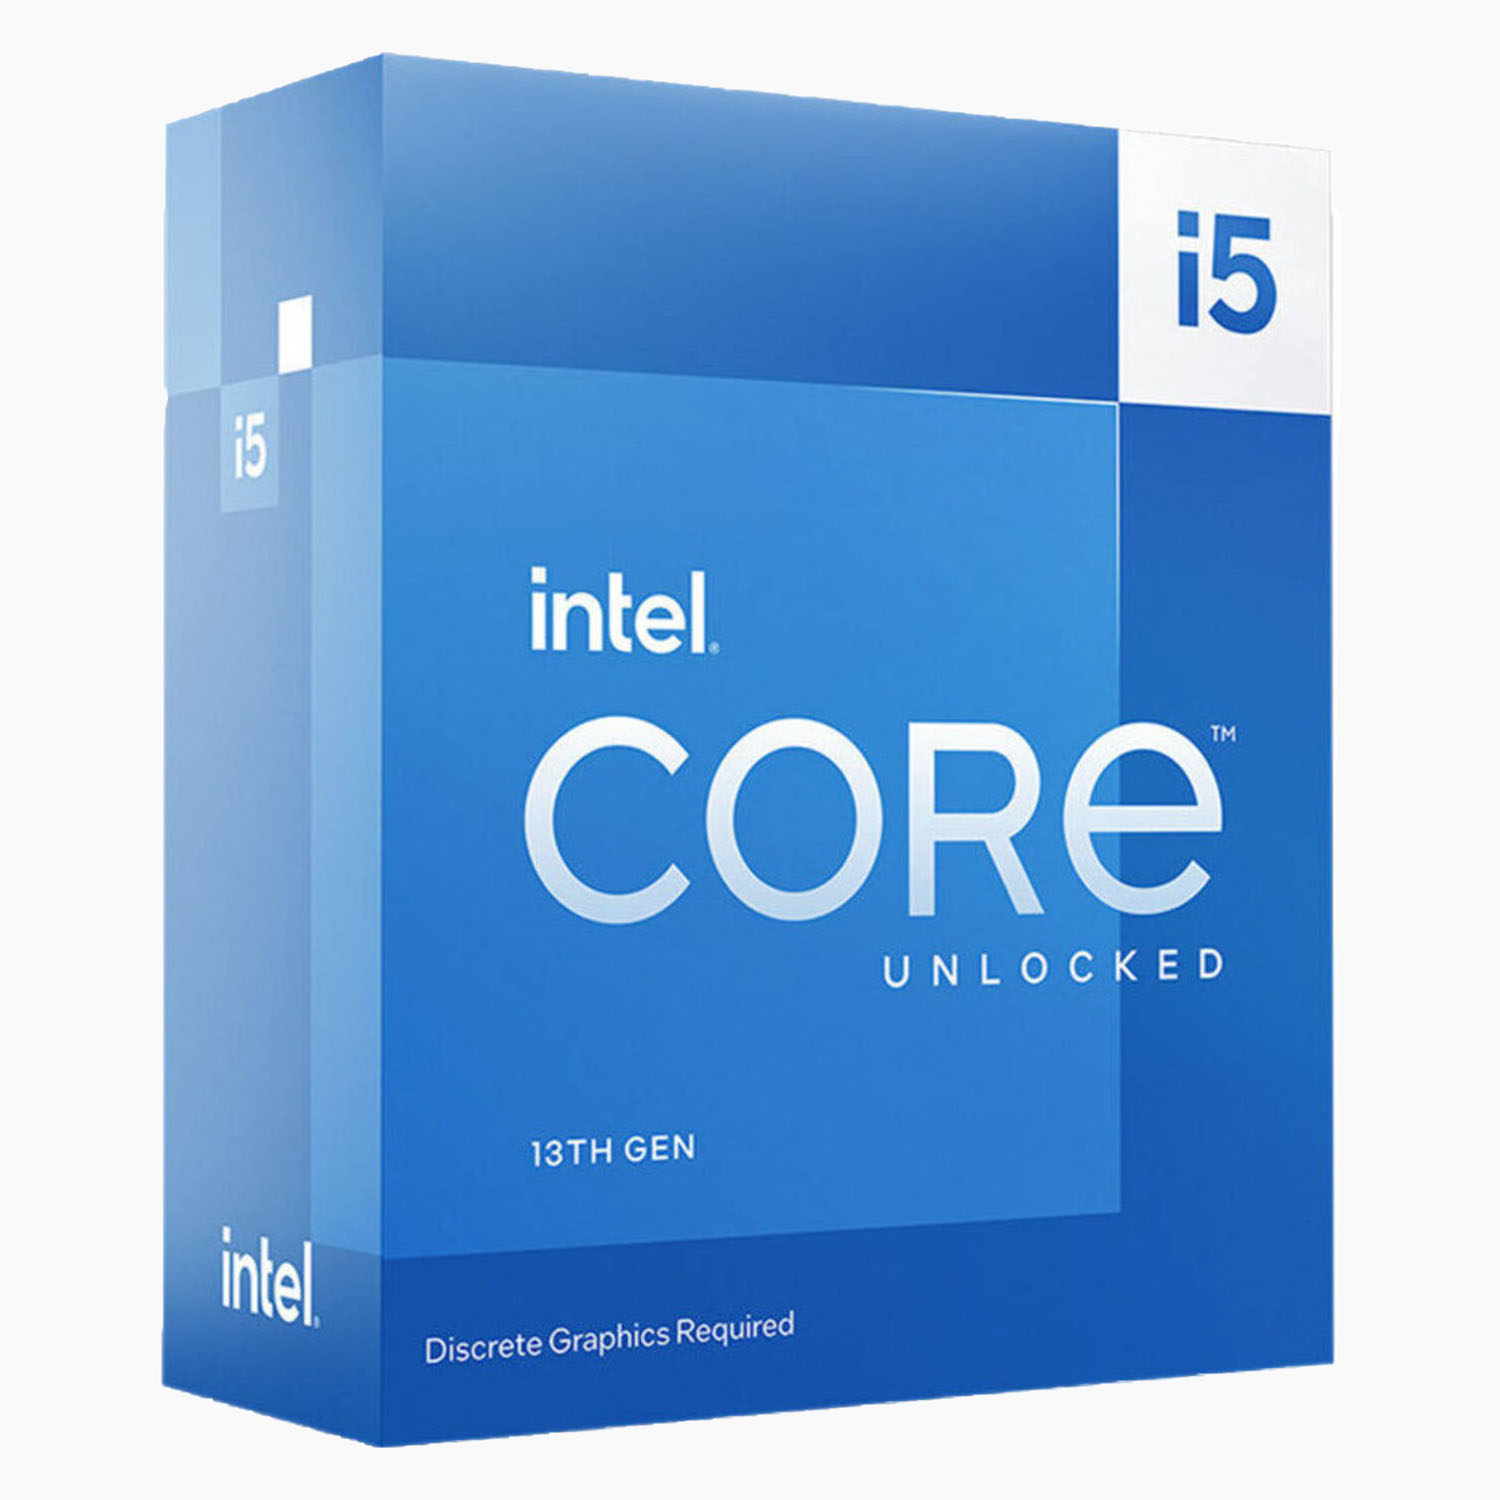 i5
i5
intel®
CORE™
UNLOCKED
13TH GEN
intel®
Discrete Graphics Required